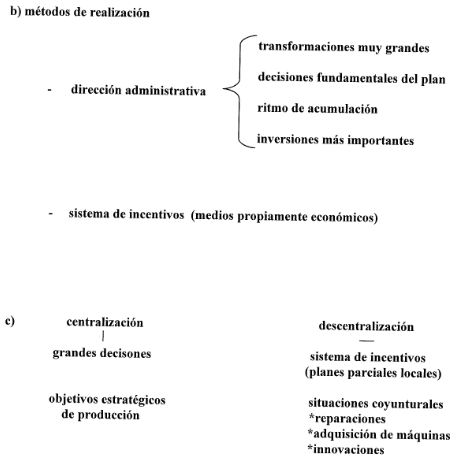 b) métodos de realización
transformaciones muy grandes
decisiones fundamentales del plan
- dirección administrativa
ritmo de acumulación
inversiones más importantes
- sistema de incentivos (medios propiamente económicos)
c) centralización
descentralización
grandes decisones
sistema de incentivos
(planes parciales locales)
objetivos estratégicos
de producción
situaciones coyunturales
*reparaciones
*adquisición de máquinas
*innovaciones